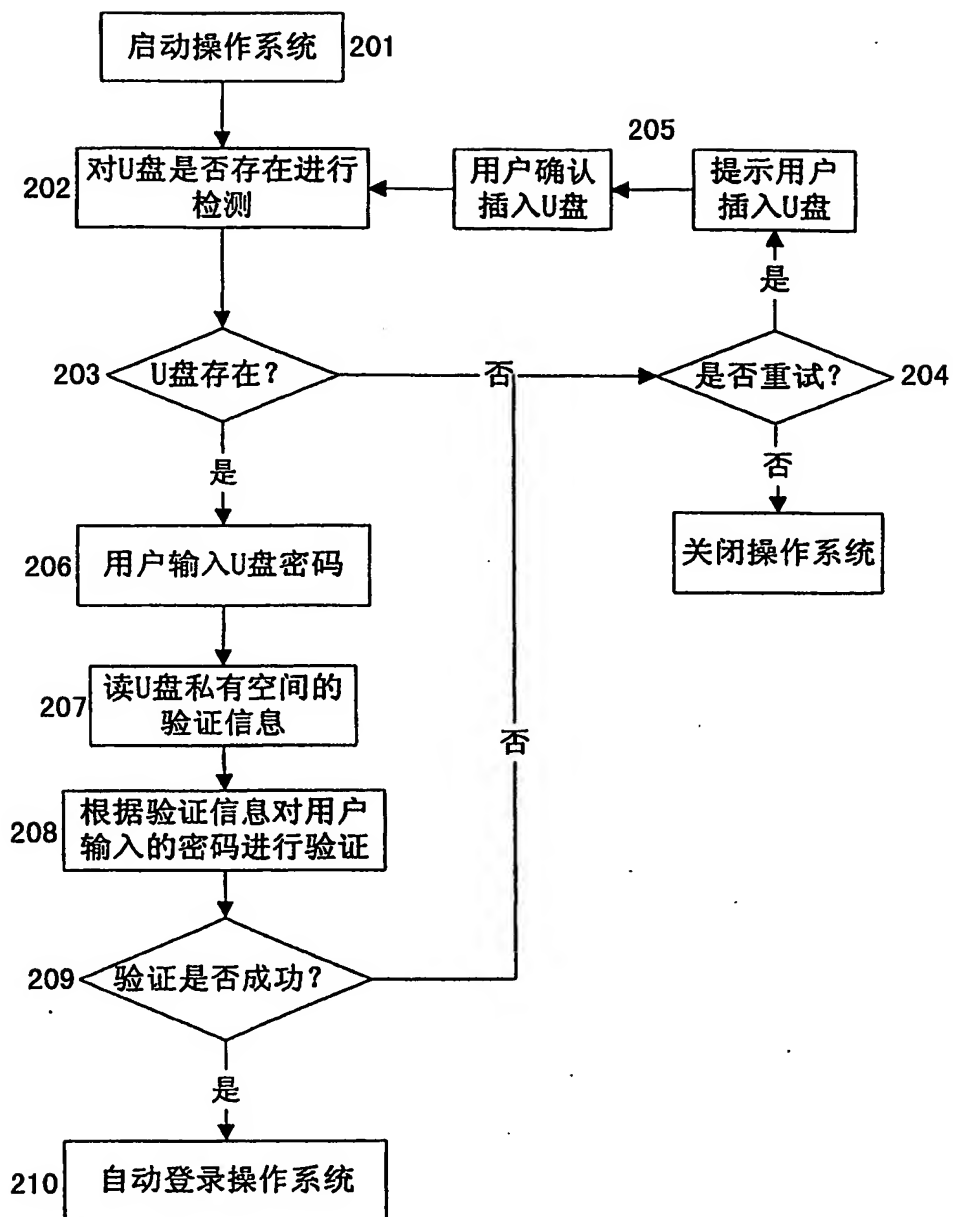 启动操作系统 201
205
202 对U盘是否存在进行
检测
用户确认
插入U盘
提示用户
插入U盘
是
203 U盘存在？ 否 是否重试？ 204
是
否
206 用户输入U盘密码
关闭操作系统
207 读U盘私有空间的
验证信息
否
208 根据验证信息对用户
输入的密码进行验证
209 验证是否成功？
是
210 自动登录操作系统